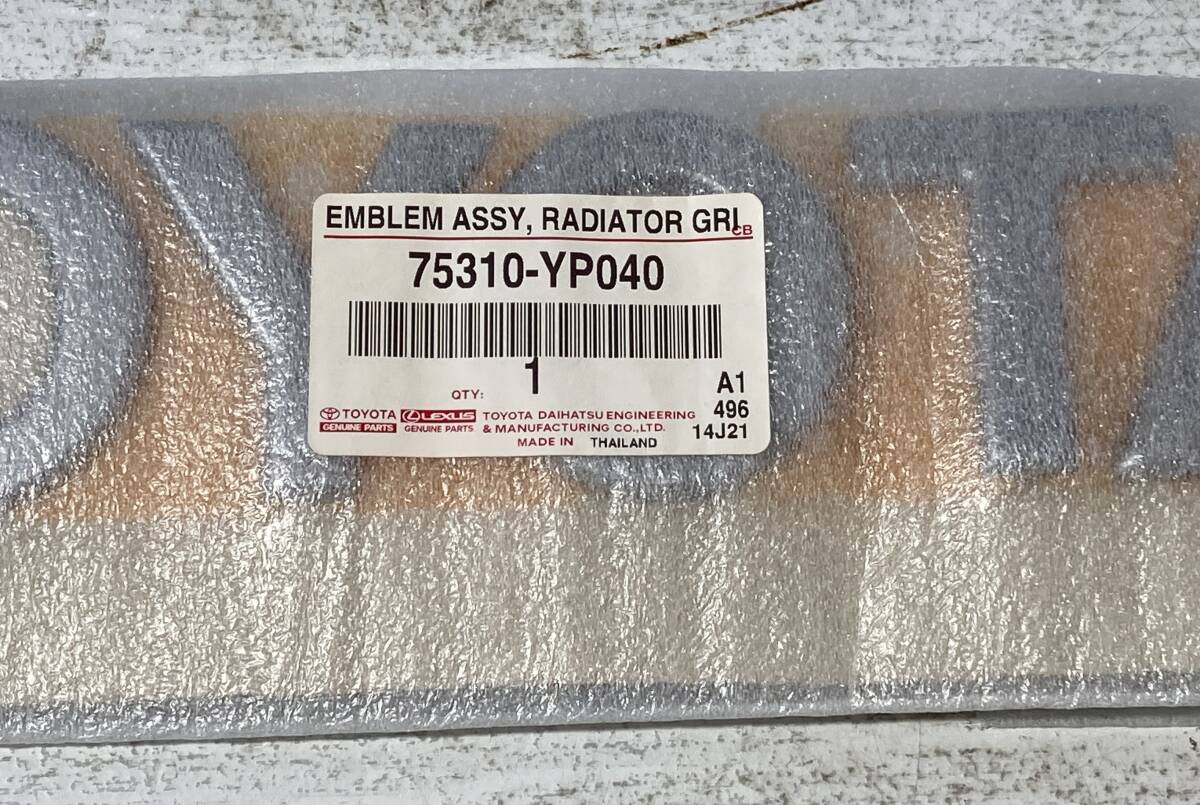 OYOTA
EMBLEM ASSY, RADIATOR GRI
CB
75310-YP040
1
QTY:
A1
496
14J21
TOYOTA
GENUINE PARTS
LEXUS
GENUINE PARTS
TOYOTA DAIHATSU ENGINEERING
& MANUFACTURING CO.,LTD.
MADE IN THAILAND